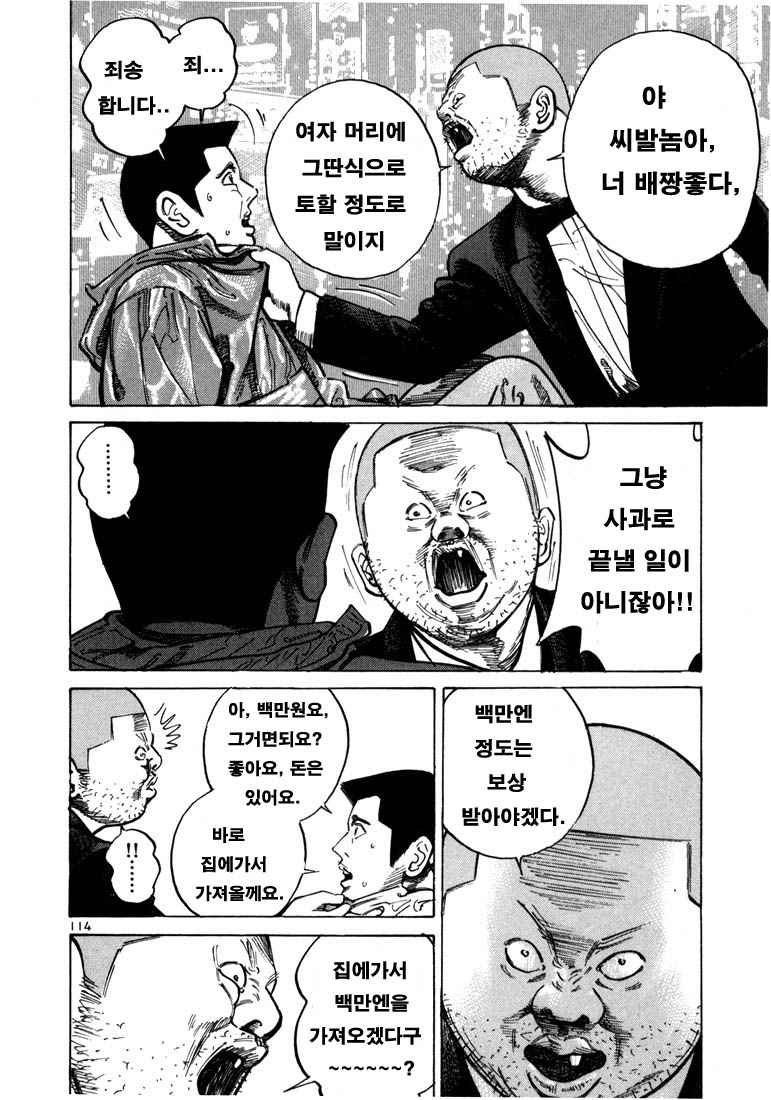 야
씨발놈아,
너 배짱좋다,
여자 머리에
그딴식으로
토할 정도로
말이지
죄...
죄송
합니다..
그냥
사과로
끝낼 일이
아니잖아!!
........
백만엔
정도는
보상
받아야겠다.
아, 백만원요,
그거면되요?
좋아요, 돈은
있어요.
바로
집에가서
가져올께요.
!!
......
114
집에가서
백만엔을
가져오겠다구
~~~~~~?